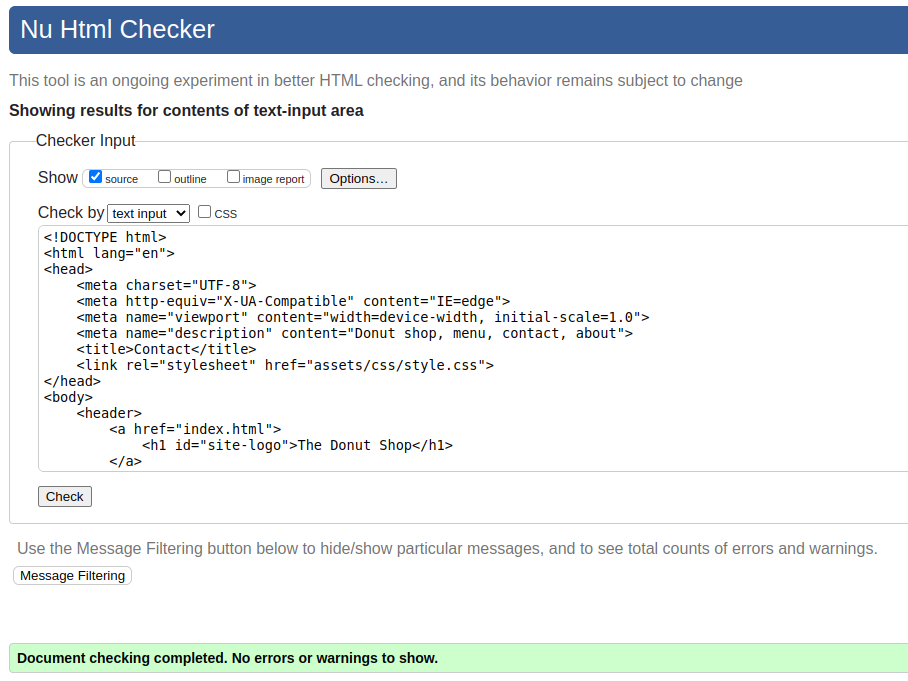 Nu Html Checker
This tool is an ongoing experiment in better HTML checking, and its behavior remains subject to change
Showing results for contents of text-input area
Checker Input
Show source outline image report Options...
Check by text input CSS
<!DOCTYPE html>
<html lang="en">
<head>
    <meta charset="UTF-8">
    <meta http-equiv="X-UA-Compatible" content="IE=edge">
    <meta name="viewport" content="width=device-width, initial-scale=1.0">
    <meta name="description" content="Donut shop, menu, contact, about">
    <title>Contact</title>
    <link rel="stylesheet" href="assets/css/style.css">
</head>
<body>
    <header>
        <a href="index.html">
            <h1 id="site-logo">The Donut Shop</h1>
        </a>
Check
Use the Message Filtering button below to hide/show particular messages, and to see total counts of errors and warnings.
Message Filtering
Document checking completed. No errors or warnings to show.